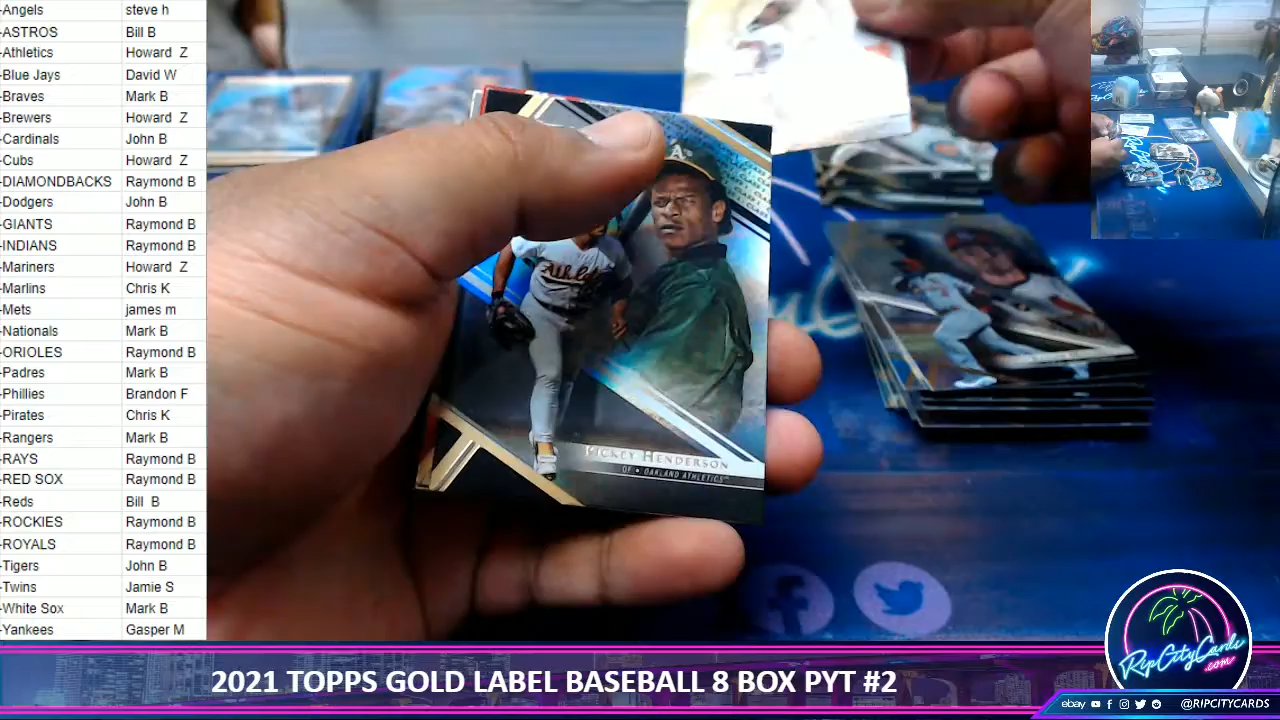 -Angels steve h
-ASTROS Bill B
-Athletics Howard Z
-Blue Jays David W
-Braves Mark B
-Brewers Howard Z
-Cardinals John B
-Cubs Howard Z
-DIAMONDBACKS Raymond B
-Dodgers John B
-GIANTS Raymond B
-INDIANS Raymond B
-Mariners Howard Z
-Marlins Chris K
-Mets james m
-Nationals Mark B
-ORIOLES Raymond B
-Padres Mark B
-Phillies Brandon F
-Pirates Chris K
-Rangers Mark B
-RAYS Raymond B
-RED SOX Raymond B
-Reds Bill B
-ROCKIES Raymond B
-ROYALS Raymond B
-Tigers John B
-Twins Jamie S
-White Sox Mark B
-Yankees Gasper M
A's
Athle
RICKEY HENDERSON
OF • OAKLAND ATHLETICS
2021 TOPPS GOLD LABEL BASEBALL 8 BOX PYT #2
RipCityCards
.com
ebay
@RIPCITYCARDS